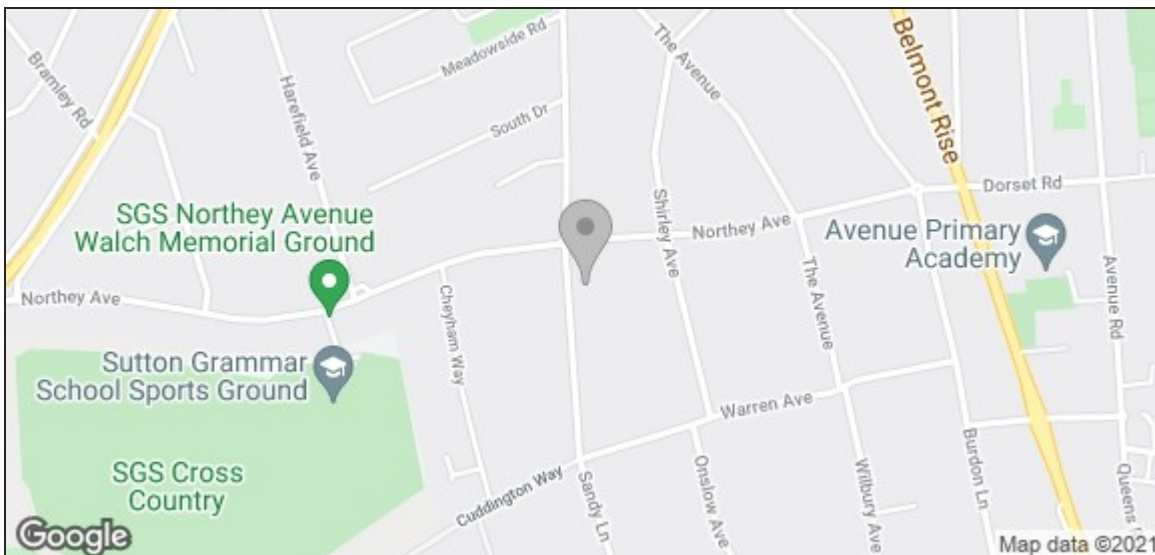 Bramley Rd
Harefield Ave
Meadowside Rd
South Dr
The Avenue
Belmont Rise
Dorset Rd
SGS Northey Avenue
Walch Memorial Ground
Shirley Ave
Northey Ave
Avenue Primary
Academy
Northey Ave
Cheyham Way
The Avenue
Avenue Rd
Sutton Grammar
School Sports Ground
Warren Ave
SGS Cross
Country
Cuddington Way
Sandy Ln
Onslow Ave
Wilbury Ave
Burdon Ln
Queens
Google
Map data ©2021